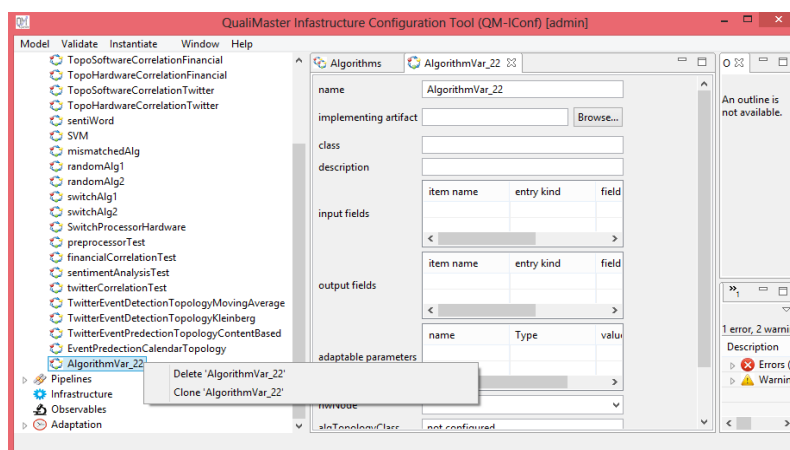 QM
QualiMaster Infastructure Configuration Tool (QM-IConf) [admin]
Model Validate Instantiate Window Help
TopoSoftwareCorrelationFinancial
TopoHardwareCorrelationFinancial
TopoSoftwareCorrelationTwitter
TopoHardwareCorrelationTwitter
sentiWord
SVM
mismatchedAlg
randomAlg1
randomAlg2
switchAlg1
switchAlg2
SwitchProcessorHardware
preprocessorTest
financialCorrelationTest
sentimentAnalysisTest
twitterCorrelationTest
TwitterEventDetectionTopologyMovingAverage
TwitterEventDetectionTopologyKleinberg
TwitterEventPredectionTopologyContentBased
EventPredectionCalendarTopology
AlgorithmVar_22
Pipelines
Infrastructure
Observables
Adaptation
Delete 'AlgorithmVar_22'
Clone 'AlgorithmVar_22'
Algorithms
AlgorithmVar_22
name
AlgorithmVar_22
implementing artifact
Browse...
class
description
input fields
item name entry kind field
output fields
item name entry kind field
adaptable parameters
name Type valu
hwNode
algTopologyClass
not configured
O
An outline is
not available.
»1
1 error, 2 warni
Description
Errors (
Warnin